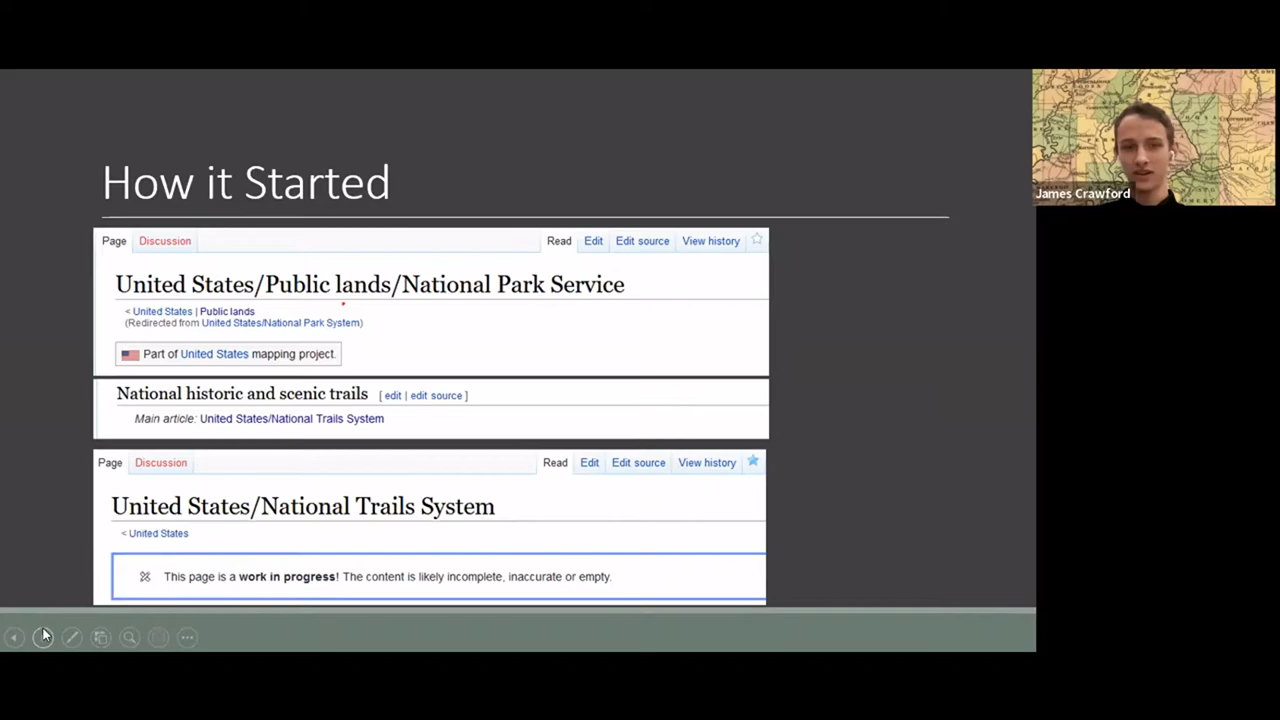 How it Started
Page Discussion Read Edit Edit source View history
United States/Public lands/National Park Service
< United States | Public lands
(Redirected from United States/National Park System)
Part of United States mapping project.
National historic and scenic trails [ edit | edit source ]
Main article: United States/National Trails System
Page Discussion Read Edit Edit source View history
United States/National Trails System
< United States
This page is a work in progress! The content is likely incomplete, inaccurate or empty.
James Crawford